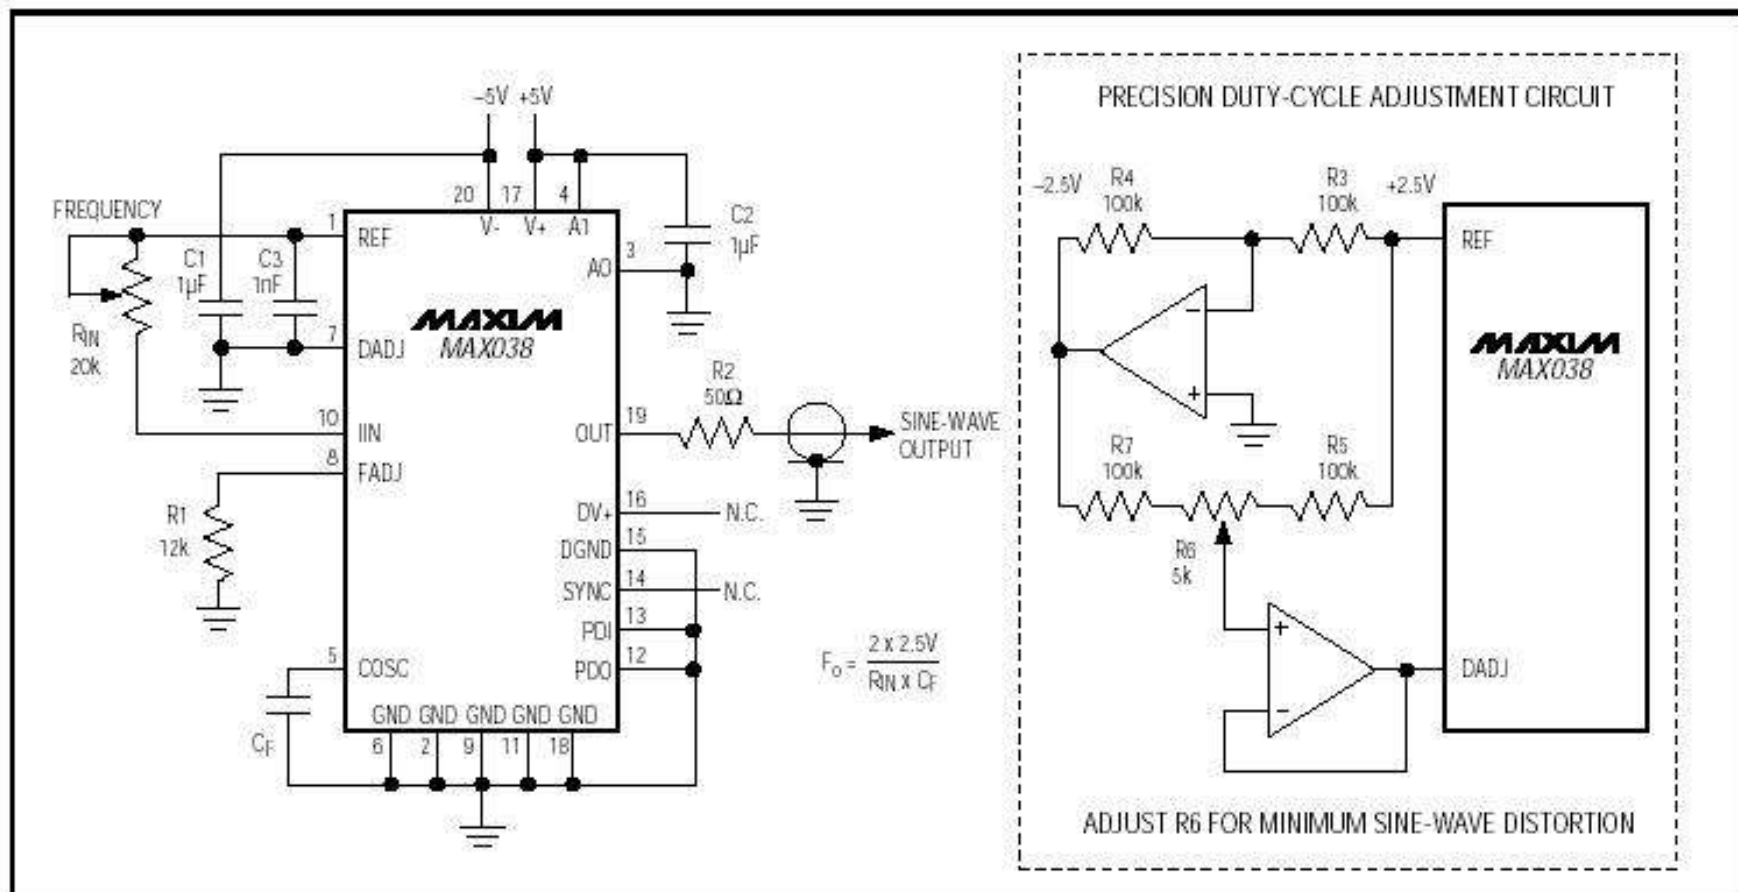 –5V +5V
20 17 4
V- V+ A1
FREQUENCY
1
REF
C1
1µF
C3
1nF
C2
1µF
3
AO
RIN
20k
7
DADJ
MAXIM
MAX038
R2
50Ω
10
IIN
19
OUT
SINE-WAVE
OUTPUT
8
FADJ
R1
12k
16
DV+
N.C.
15
DGND
14
SYNC
N.C.
13
PDI
12
PDO
5
COSC
CF
GND GND GND GND GND
6 2 9 11 18
Fo = 2 x 2.5V
RIN x CF
PRECISION DUTY-CYCLE ADJUSTMENT CIRCUIT
–2.5V
R4
100k
R3
100k
+2.5V
REF
–
+
MAXIM
MAX038
R7
100k
R5
100k
R6
5k
+
–
DADJ
ADJUST R6 FOR MINIMUM SINE-WAVE DISTORTION